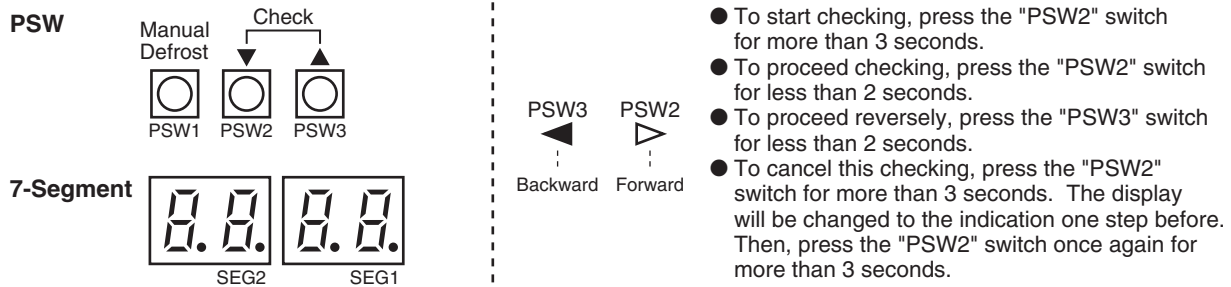 PSW
Manual
Defrost
Check
PSW1 PSW2 PSW3
7-Segment
8.8. 8.8.
SEG2 SEG1
PSW3 PSW2
Backward Forward
● To start checking, press the "PSW2" switch
for more than 3 seconds.
● To proceed checking, press the "PSW2" switch
for less than 2 seconds.
● To proceed reversely, press the "PSW3" switch
for less than 2 seconds.
● To cancel this checking, press the "PSW2"
switch for more than 3 seconds. The display
will be changed to the indication one step before.
Then, press the "PSW2" switch once again for
more than 3 seconds.